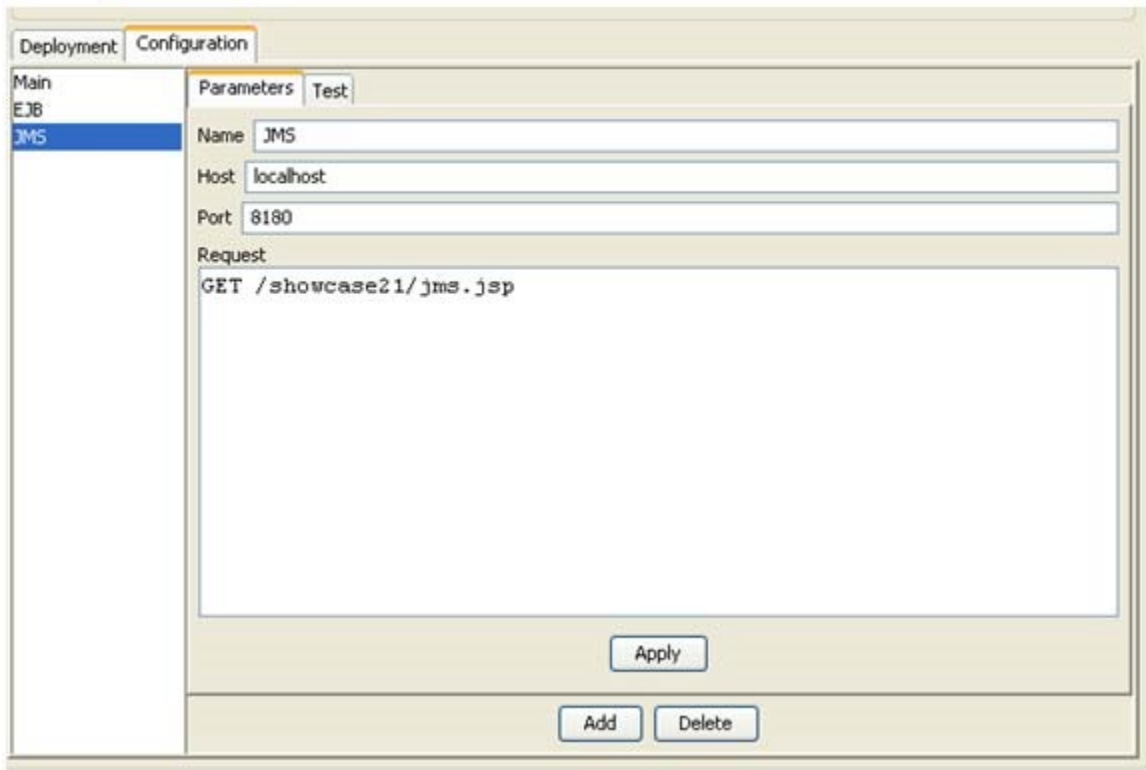 Deployment Configuration
Main
EJB
JMS
Parameters Test
Name JMS
Host localhost
Port 8180
Request
GET /showcase21/jms.jsp
Apply
Add Delete